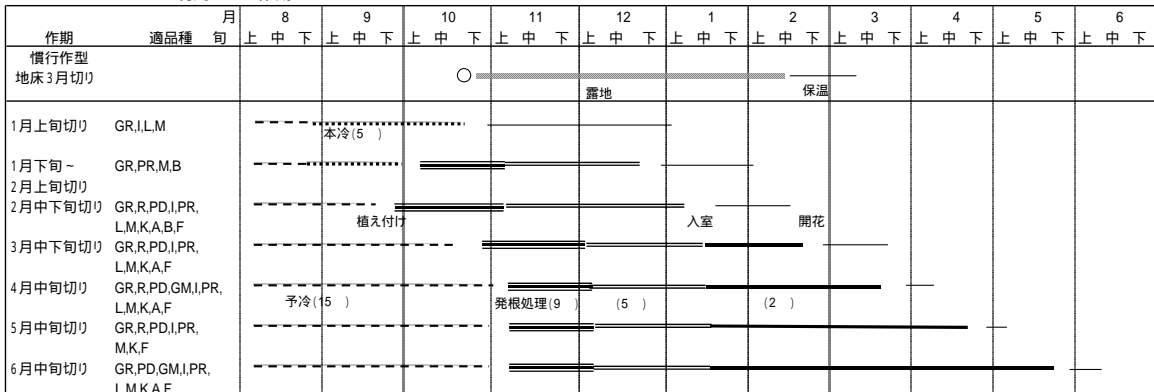 月 8 9 10 11 12 1 2 3 4 5 6
作期 適品種 旬 上 中 下 上 中 下 上 中 下 上 中 下 上 中 下 上 中 下 上 中 下 上 中 下 上 中 下 上 中 下 上 中 下
慣行作型
地床3月切り
露地 保温
1月上旬切り GR,I,L,M
本冷(5 )
1月下旬~ GR,PR,M,B
2月上旬切り
2月中下旬切り GR,R,PD,I,PR,
植え付け 入室 開花
L,M,K,A,B,F
3月中下旬切り GR,R,PD,I,PR,
L,M,K,A,F
4月中旬切り GR,R,PD,GM,I,PR,
予冷(15 ) 発根処理(9 ) (5 ) (2 )
L,M,K,A,F
5月中旬切り GR,R,PD,I,PR,
M,K,F
6月中旬切り GR,PD,GM,I,PR,
L,M,K,A,F